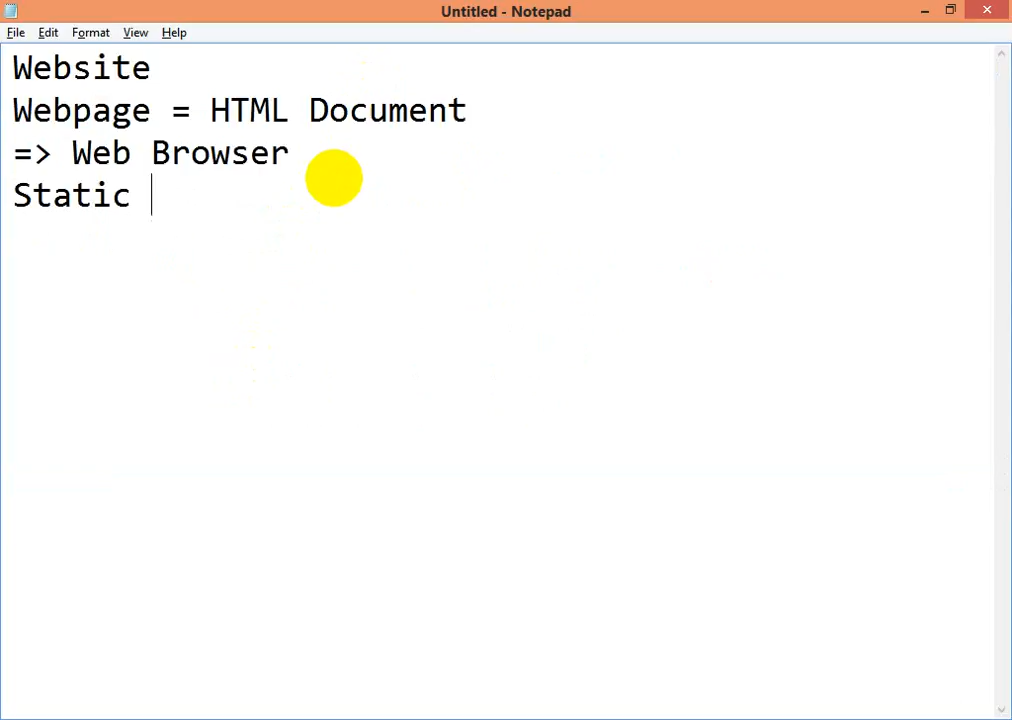 Untitled - Notepad
File Edit Format View Help
Website
Webpage = HTML Document
=> Web Browser
Static